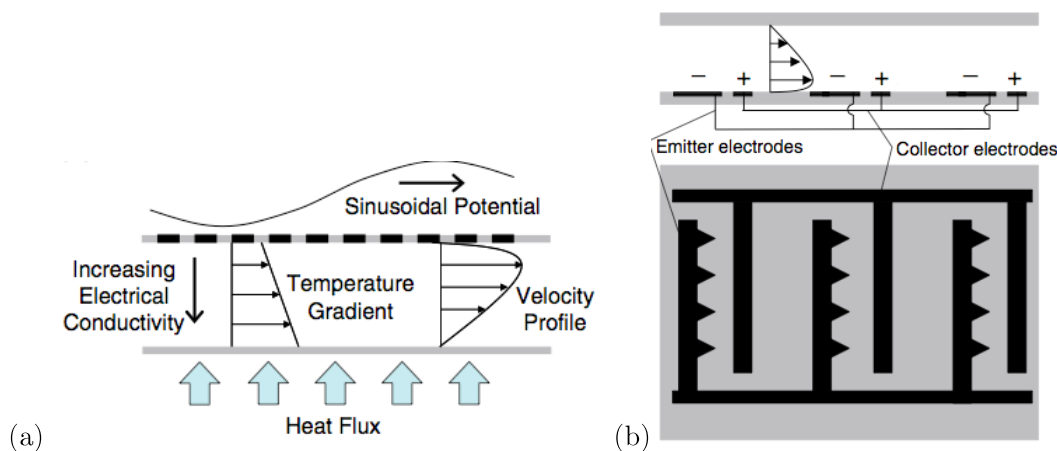 Sinusoidal Potential
Increasing
Electrical
Conductivity
Temperature
Gradient
Velocity
Profile
Heat Flux
(a)
− + − + − +
Emitter electrodes
Collector electrodes
(b)